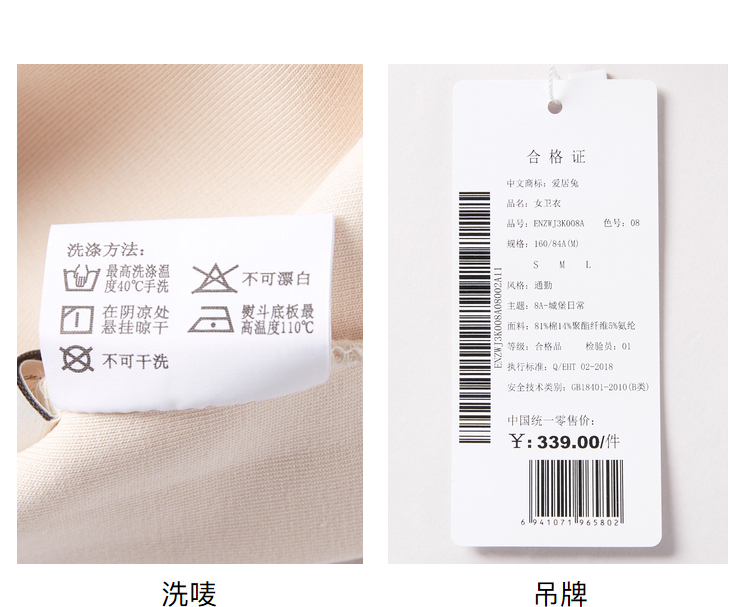 洗涤方法：
最高洗涤温
度40℃手洗
不可漂白
在阴凉处
悬挂晾干
熨斗底板最
高温度110℃
不可干洗
合格证
中文商标：爱居兔
品名：女卫衣
品号：ENZWJ3K008A 色号：08
规格：160/84A(M)
S M L
风格：通勤
主题：8A-城堡日常
面料：81%棉14%聚酯纤维5%氨纶
等级：合格品 检验员：01
执行标准：Q/EHT 02-2018
安全技术类别：GB18401-2010(B类)
中国统一零售价：
¥：339.00/件
ENZWJ3K008A08002A11
6 941071 965802
洗唛
吊牌